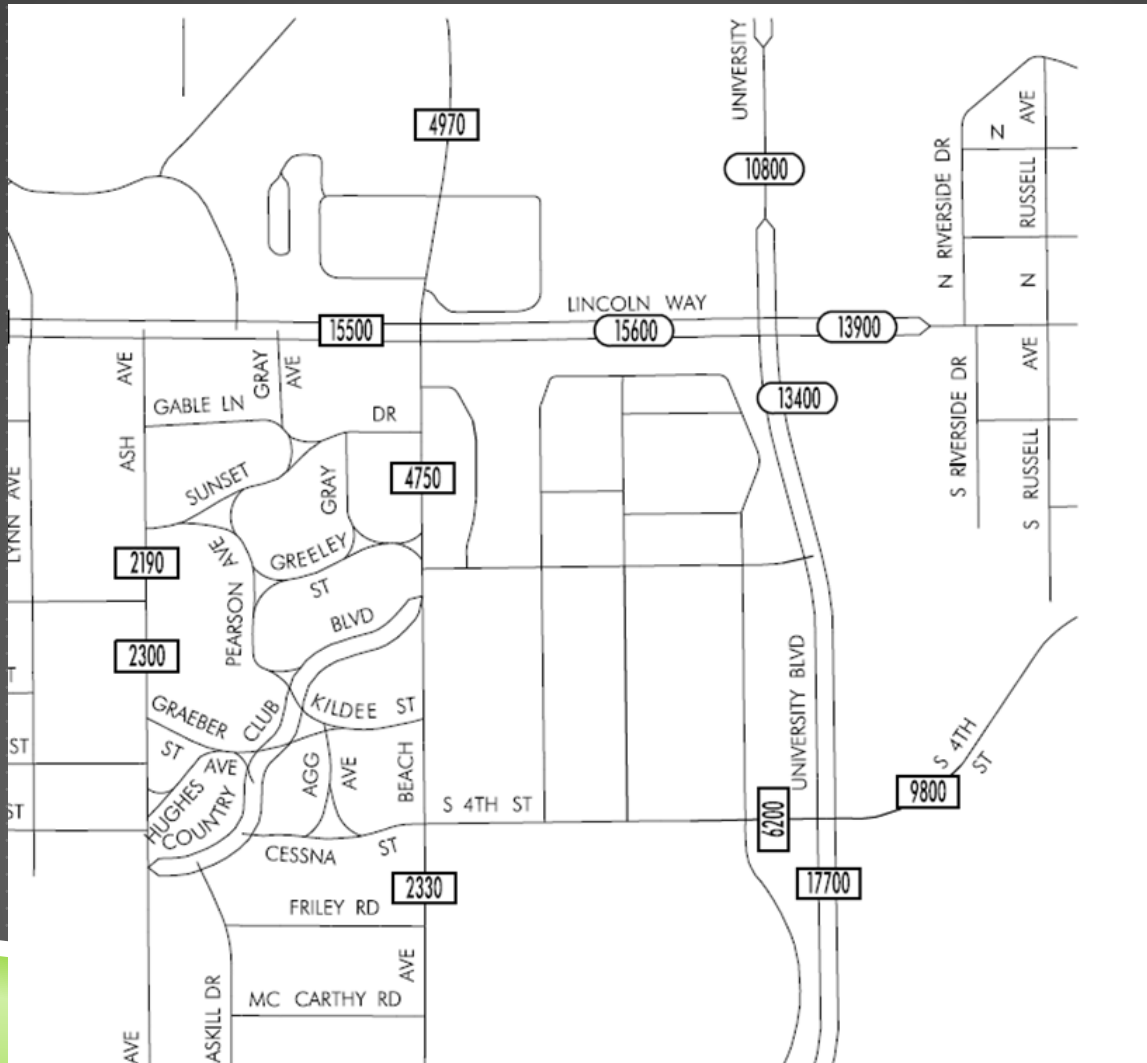 UNIVERSITY
4970
10800
N
AVE
N RIVERSIDE DR
RUSSELL
N
LINCOLN WAY
15500
15600
13900
AVE
GRAY
AVE
GABLE LN
DR
13400
ASH
SUNSET
GRAY
4750
S RIVERSIDE DR
AVE
S RUSSELL
LYNN AVE
2190
AVE
GREELEY
ST
PEARSON
BLVD
2300
UNIVERSITY BLVD
GRAEBER
ST
CLUB
KILDEE ST
ST
HUGHES
AVE
COUNTRY
AGG
AVE
BEACH
S 4TH ST
S 4TH
ST
9800
6200
ST
CESSNA
ST
2330
17700
FRILEY RD
AVE
MC CARTHY RD
AVE
ASKILL DR